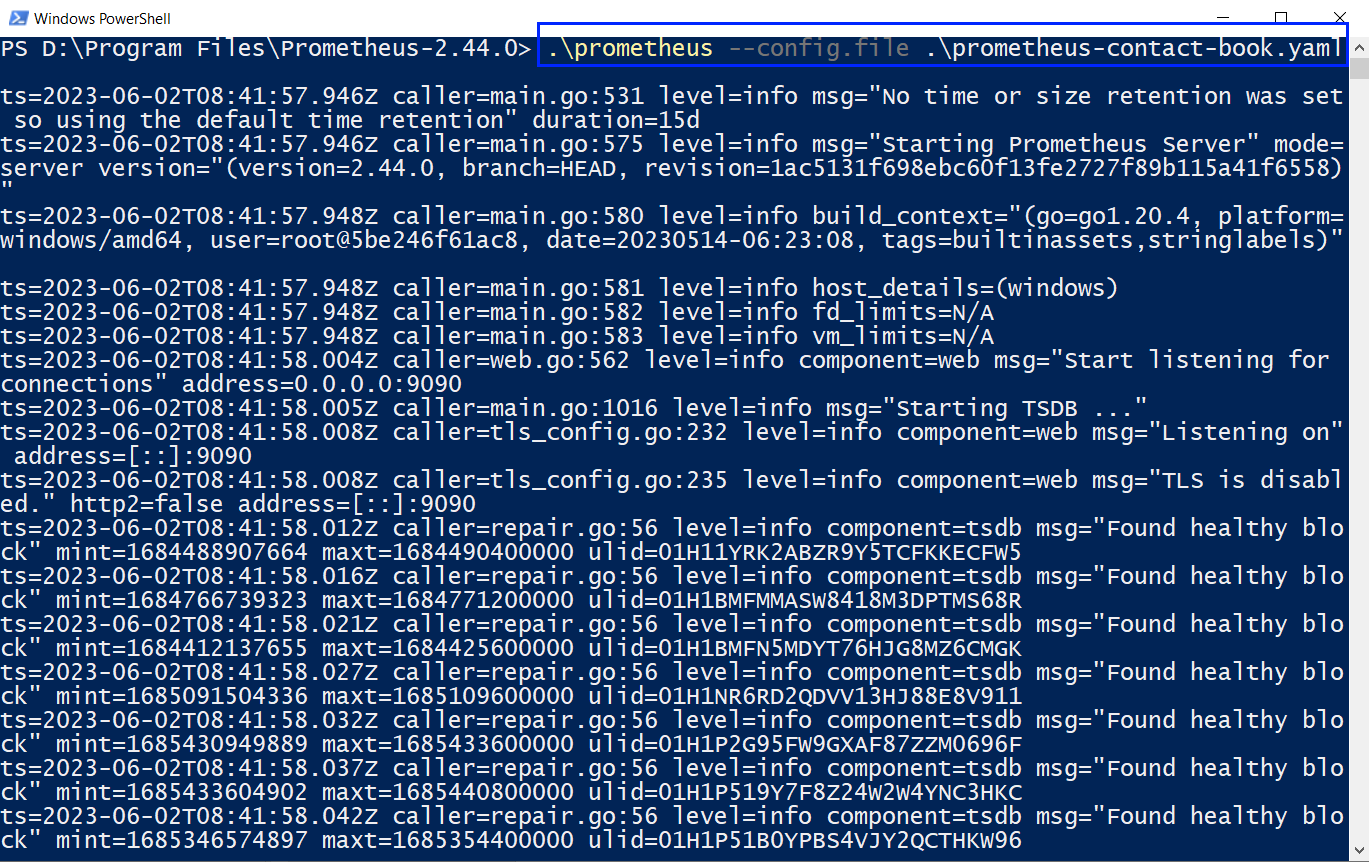 Windows PowerShell
PS D:\Program Files\Prometheus-2.44.0> .\prometheus --config.file .\prometheus-contact-book.yaml
ts=2023-06-02T08:41:57.946Z caller=main.go:531 level=info msg="No time or size retention was set
 so using the default time retention" duration=15d
ts=2023-06-02T08:41:57.946Z caller=main.go:575 level=info msg="Starting Prometheus Server" mode=
server version="(version=2.44.0, branch=HEAD, revision=1ac5131f698ebc60f13fe2727f89b115a41f6558)
"
ts=2023-06-02T08:41:57.948Z caller=main.go:580 level=info build_context="(go=go1.20.4, platform=
windows/amd64, user=root@5be246f61ac8, date=20230514-06:23:08, tags=builtinassets,stringlabels)"
ts=2023-06-02T08:41:57.948Z caller=main.go:581 level=info host_details=(windows)
ts=2023-06-02T08:41:57.948Z caller=main.go:582 level=info fd_limits=N/A
ts=2023-06-02T08:41:57.948Z caller=main.go:583 level=info vm_limits=N/A
ts=2023-06-02T08:41:58.004Z caller=web.go:562 level=info component=web msg="Start listening for
connections" address=0.0.0.0:9090
ts=2023-06-02T08:41:58.005Z caller=main.go:1016 level=info msg="Starting TSDB ..."
ts=2023-06-02T08:41:58.008Z caller=tls_config.go:232 level=info component=web msg="Listening on"
 address=[::]:9090
ts=2023-06-02T08:41:58.008Z caller=tls_config.go:235 level=info component=web msg="TLS is disabl
ed." http2=false address=[::]:9090
ts=2023-06-02T08:41:58.012Z caller=repair.go:56 level=info component=tsdb msg="Found healthy blo
ck" mint=1684488907664 maxt=1684490400000 ulid=01H11YRK2ABZR9Y5TCFKKECFW5
ts=2023-06-02T08:41:58.016Z caller=repair.go:56 level=info component=tsdb msg="Found healthy blo
ck" mint=1684766739323 maxt=1684771200000 ulid=01H1BMFMMASW8418M3DPTMS68R
ts=2023-06-02T08:41:58.021Z caller=repair.go:56 level=info component=tsdb msg="Found healthy blo
ck" mint=1684412137655 maxt=1684425600000 ulid=01H1BMFN5MDYT76HJG8MZ6CMGK
ts=2023-06-02T08:41:58.027Z caller=repair.go:56 level=info component=tsdb msg="Found healthy blo
ck" mint=1685091504336 maxt=1685109600000 ulid=01H1NR6RD2QDVV13HJ88E8V911
ts=2023-06-02T08:41:58.032Z caller=repair.go:56 level=info component=tsdb msg="Found healthy blo
ck" mint=1685430949889 maxt=1685433600000 ulid=01H1P2G95FW9GXAF87ZZM0696F
ts=2023-06-02T08:41:58.037Z caller=repair.go:56 level=info component=tsdb msg="Found healthy blo
ck" mint=1685433604902 maxt=1685440800000 ulid=01H1P519Y7F8Z24W2W4YNC3HKC
ts=2023-06-02T08:41:58.042Z caller=repair.go:56 level=info component=tsdb msg="Found healthy blo
ck" mint=1685346574897 maxt=1685354400000 ulid=01H1P51B0YPBS4VJY2QCTHKW96